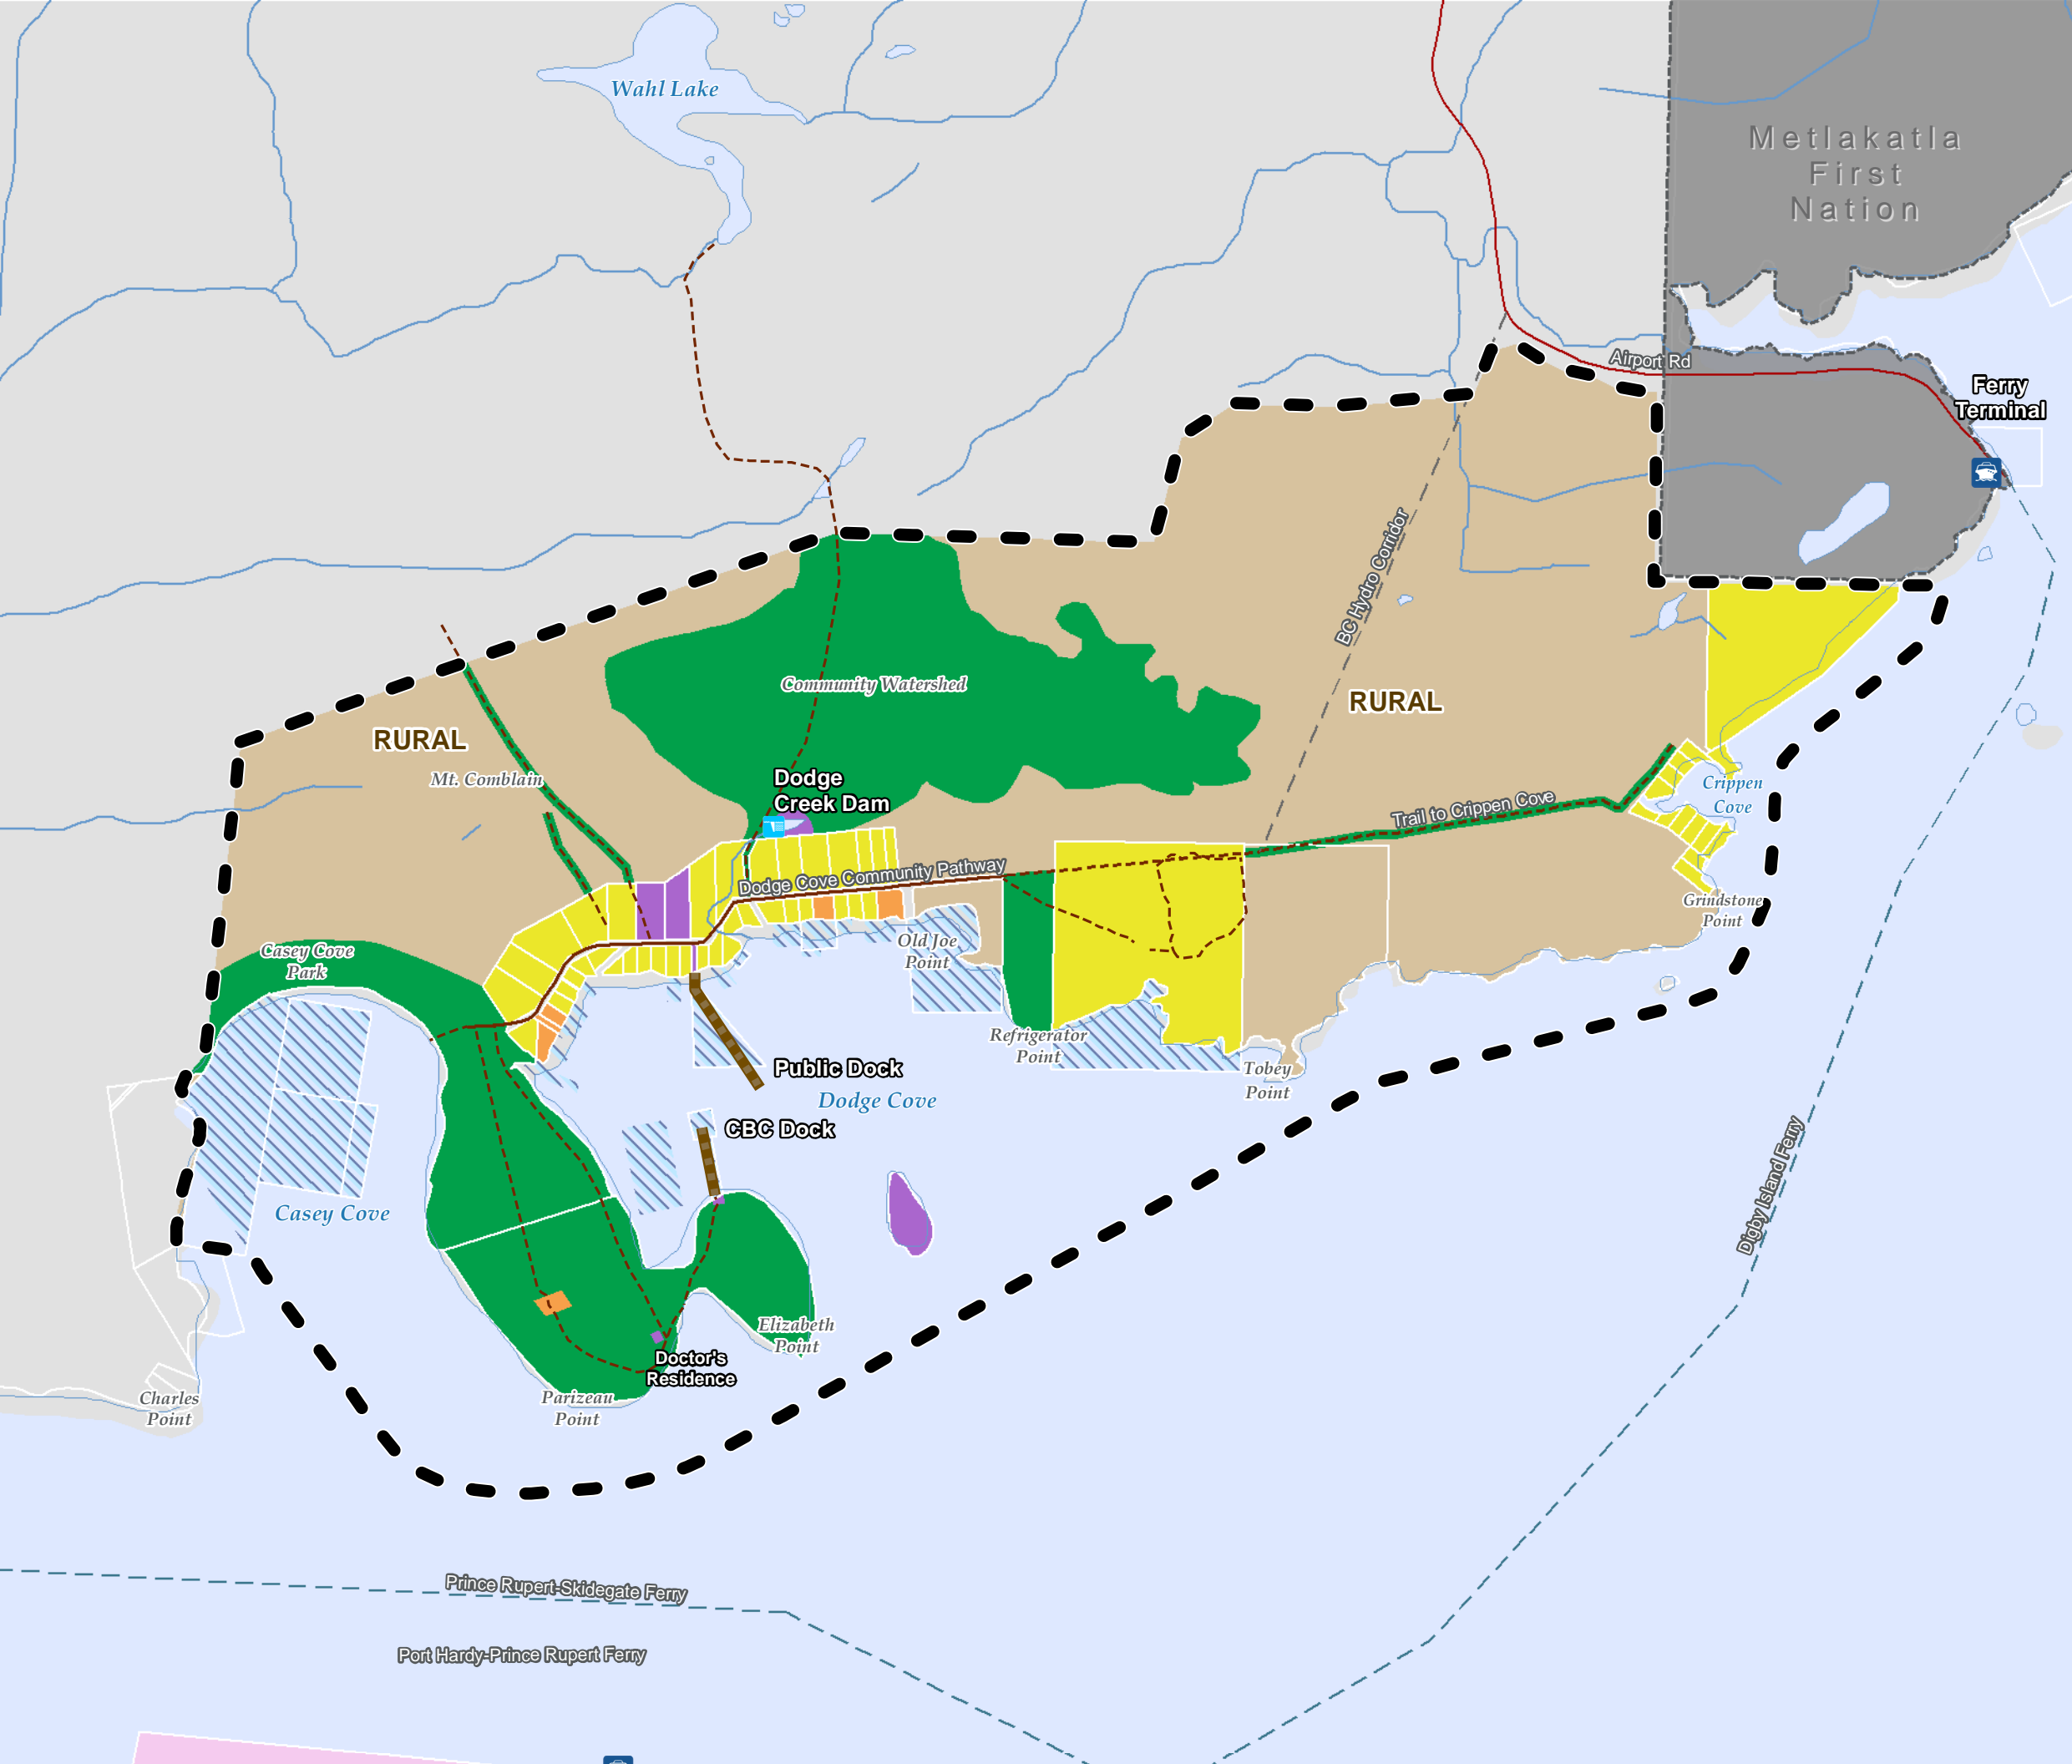 Wahl Lake
Metlakatla
First
Nation
Airport Rd
Ferry
Terminal
BC Hydro Corridor
Community Watershed
RURAL
RURAL
Mt. Comblain
Dodge
Creek Dam
Trail to Crippen Cove
Crippen
Cove
Dodge Cove Community Pathway
Grindstone
Point
Casey Cove
Park
Old Joe
Point
Refrigerator
Point
Tobey
Point
Public Dock
Dodge Cove
CBC Dock
Casey Cove
Digby Island Ferry
Elizabeth
Point
Doctor's
Residence
Charles
Point
Parizeau
Point
Prince Rupert-Skidegate Ferry
Port Hardy-Prince Rupert Ferry